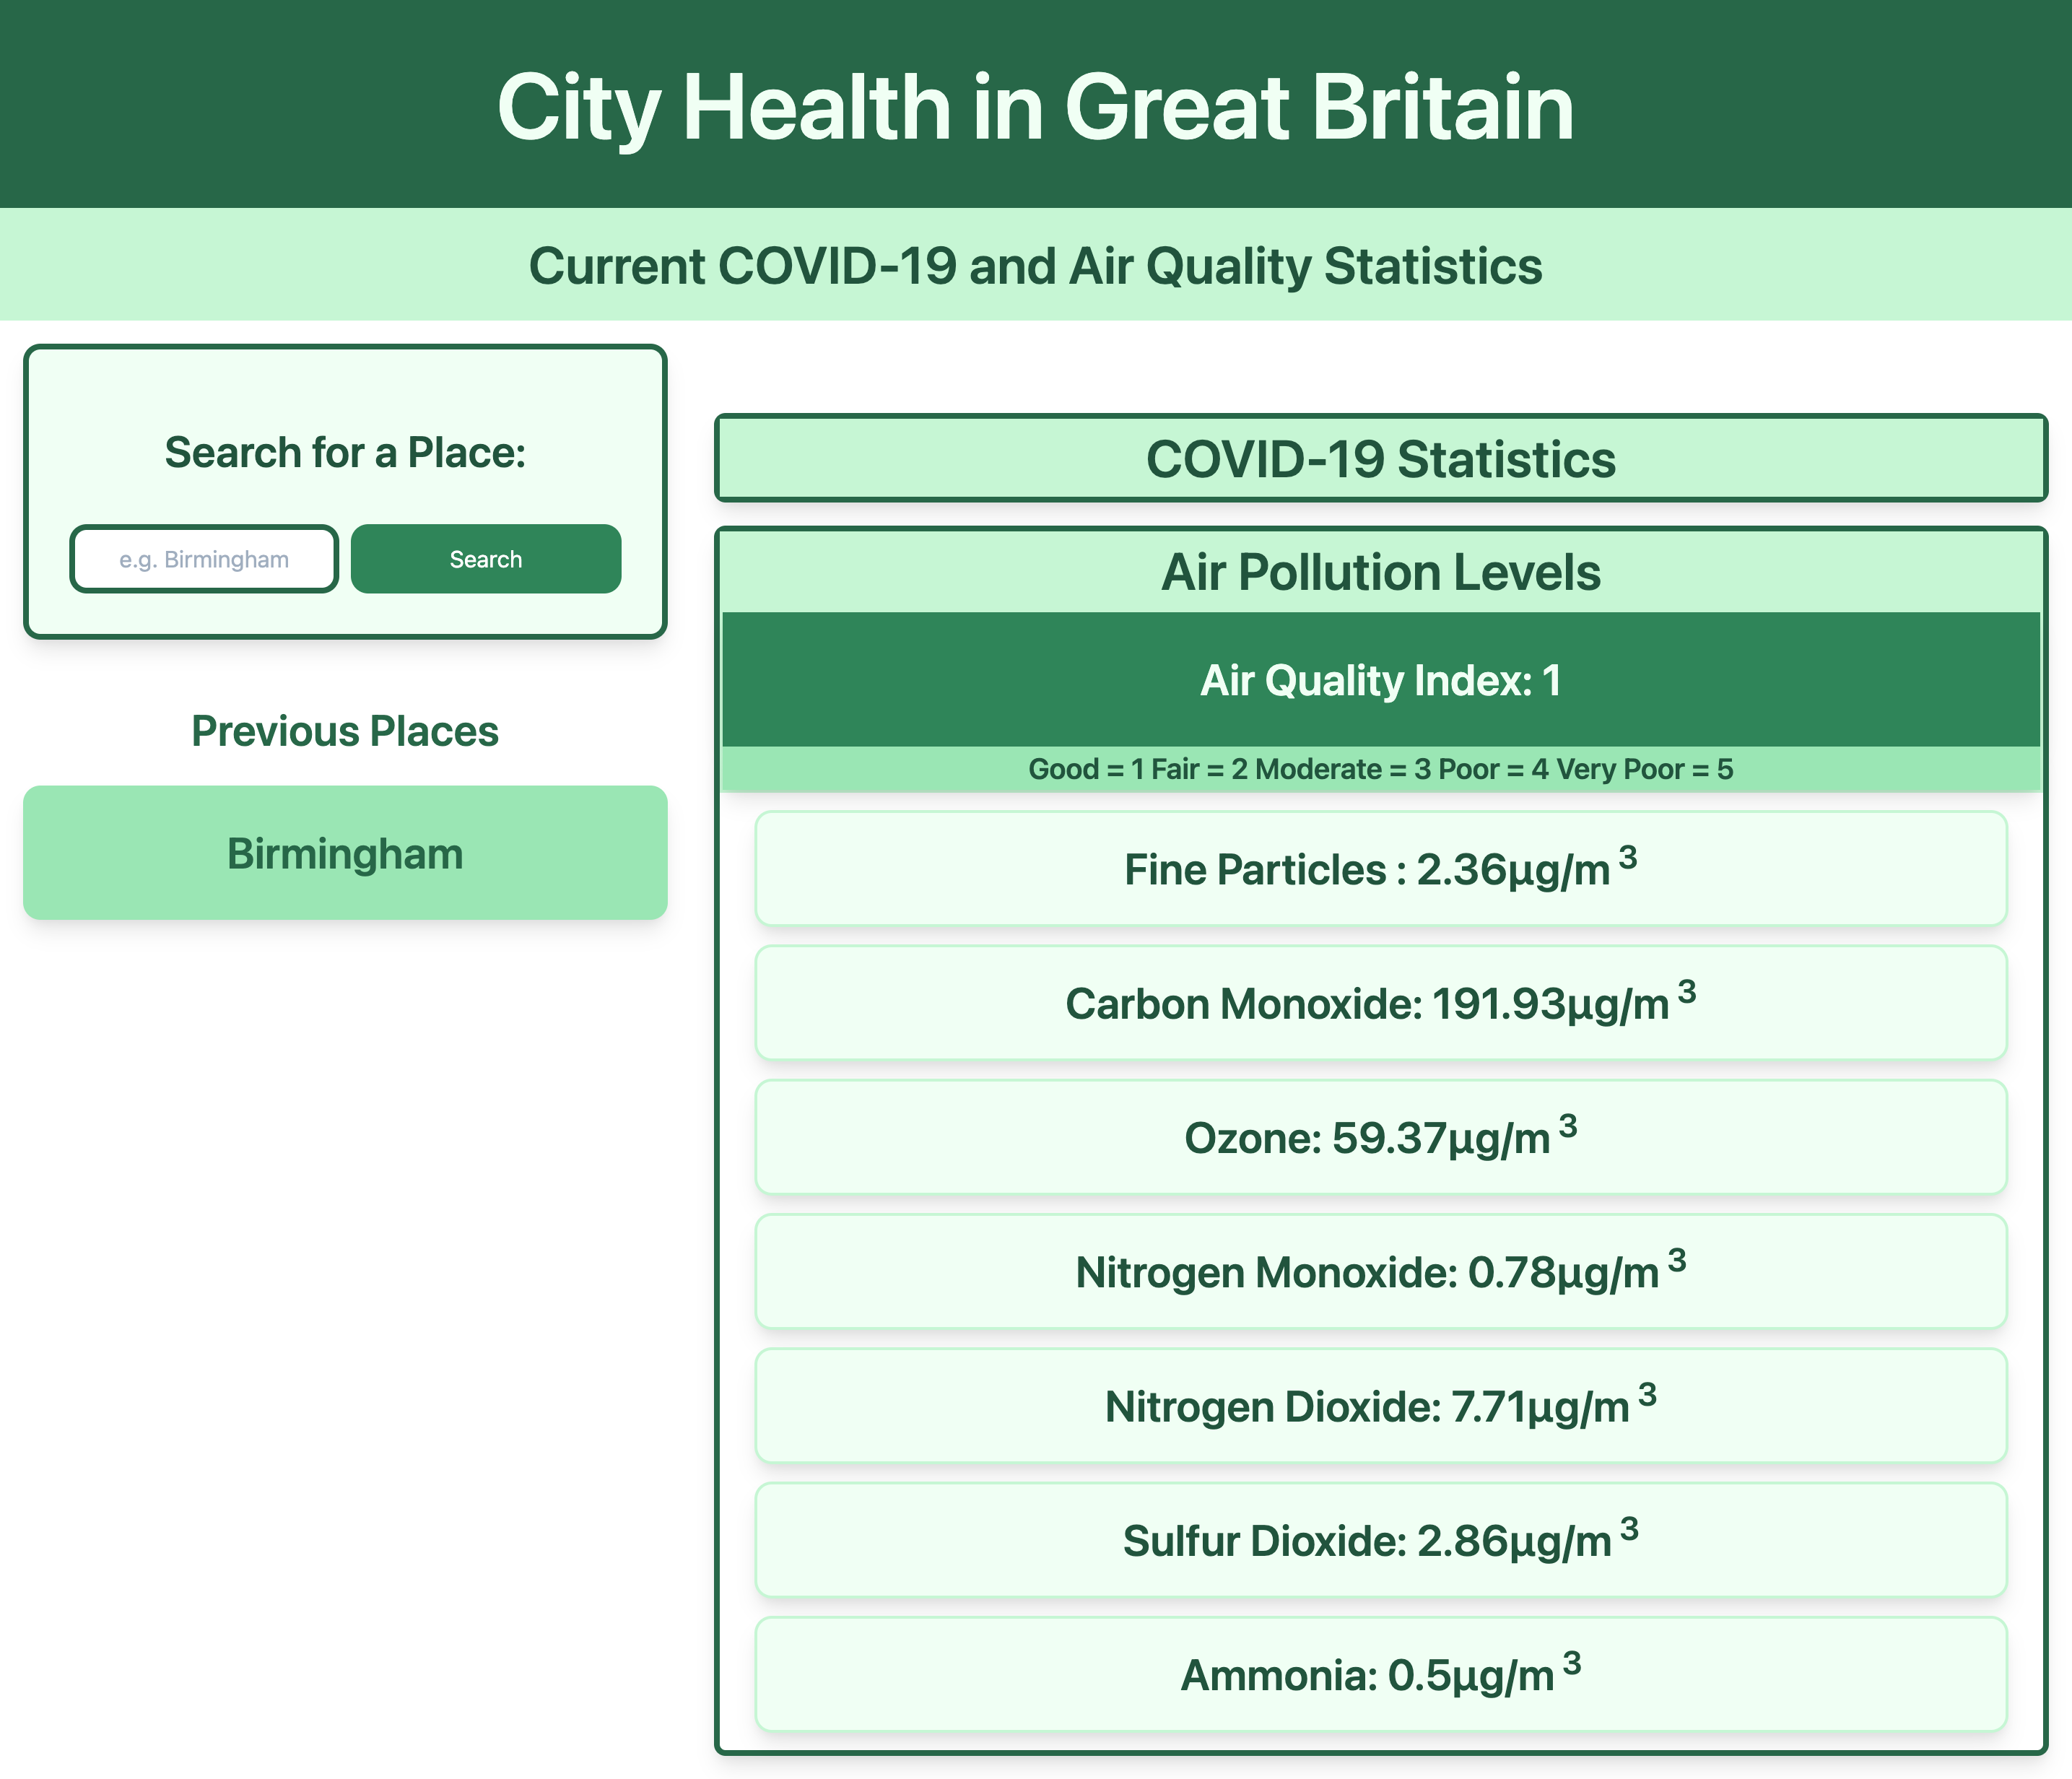 City Health in Great Britain
Current COVID-19 and Air Quality Statistics
Search for a Place:
e.g. Birmingham
Search
Previous Places
Birmingham
COVID-19 Statistics
Air Pollution Levels
Air Quality Index: 1
Good = 1 Fair = 2 Moderate = 3 Poor = 4 Very Poor = 5
Fine Particles : 2.36μg/m ³
Carbon Monoxide: 191.93μg/m ³
Ozone: 59.37μg/m ³
Nitrogen Monoxide: 0.78μg/m ³
Nitrogen Dioxide: 7.71μg/m ³
Sulfur Dioxide: 2.86μg/m ³
Ammonia: 0.5μg/m ³